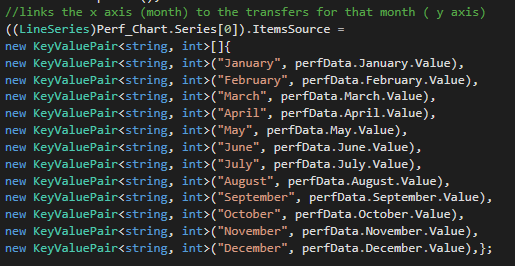 //links the x axis (month) to the transfers for that month ( y axis)
((LineSeries)Perf_Chart.Series[0]).ItemsSource =
new KeyValuePair<string, int>[]{
new KeyValuePair<string, int>("January", perfData.January.Value),
new KeyValuePair<string, int>("February", perfData.February.Value),
new KeyValuePair<string, int>("March", perfData.March.Value),
new KeyValuePair<string, int>("April", perfData.April.Value),
new KeyValuePair<string, int>("May", perfData.May.Value),
new KeyValuePair<string, int>("June", perfData.June.Value),
new KeyValuePair<string, int>("July", perfData.July.Value),
new KeyValuePair<string, int>("August", perfData.August.Value),
new KeyValuePair<string, int>("September", perfData.September.Value),
new KeyValuePair<string, int>("October", perfData.October.Value),
new KeyValuePair<string, int>("November", perfData.November.Value),
new KeyValuePair<string, int>("December", perfData.December.Value),};